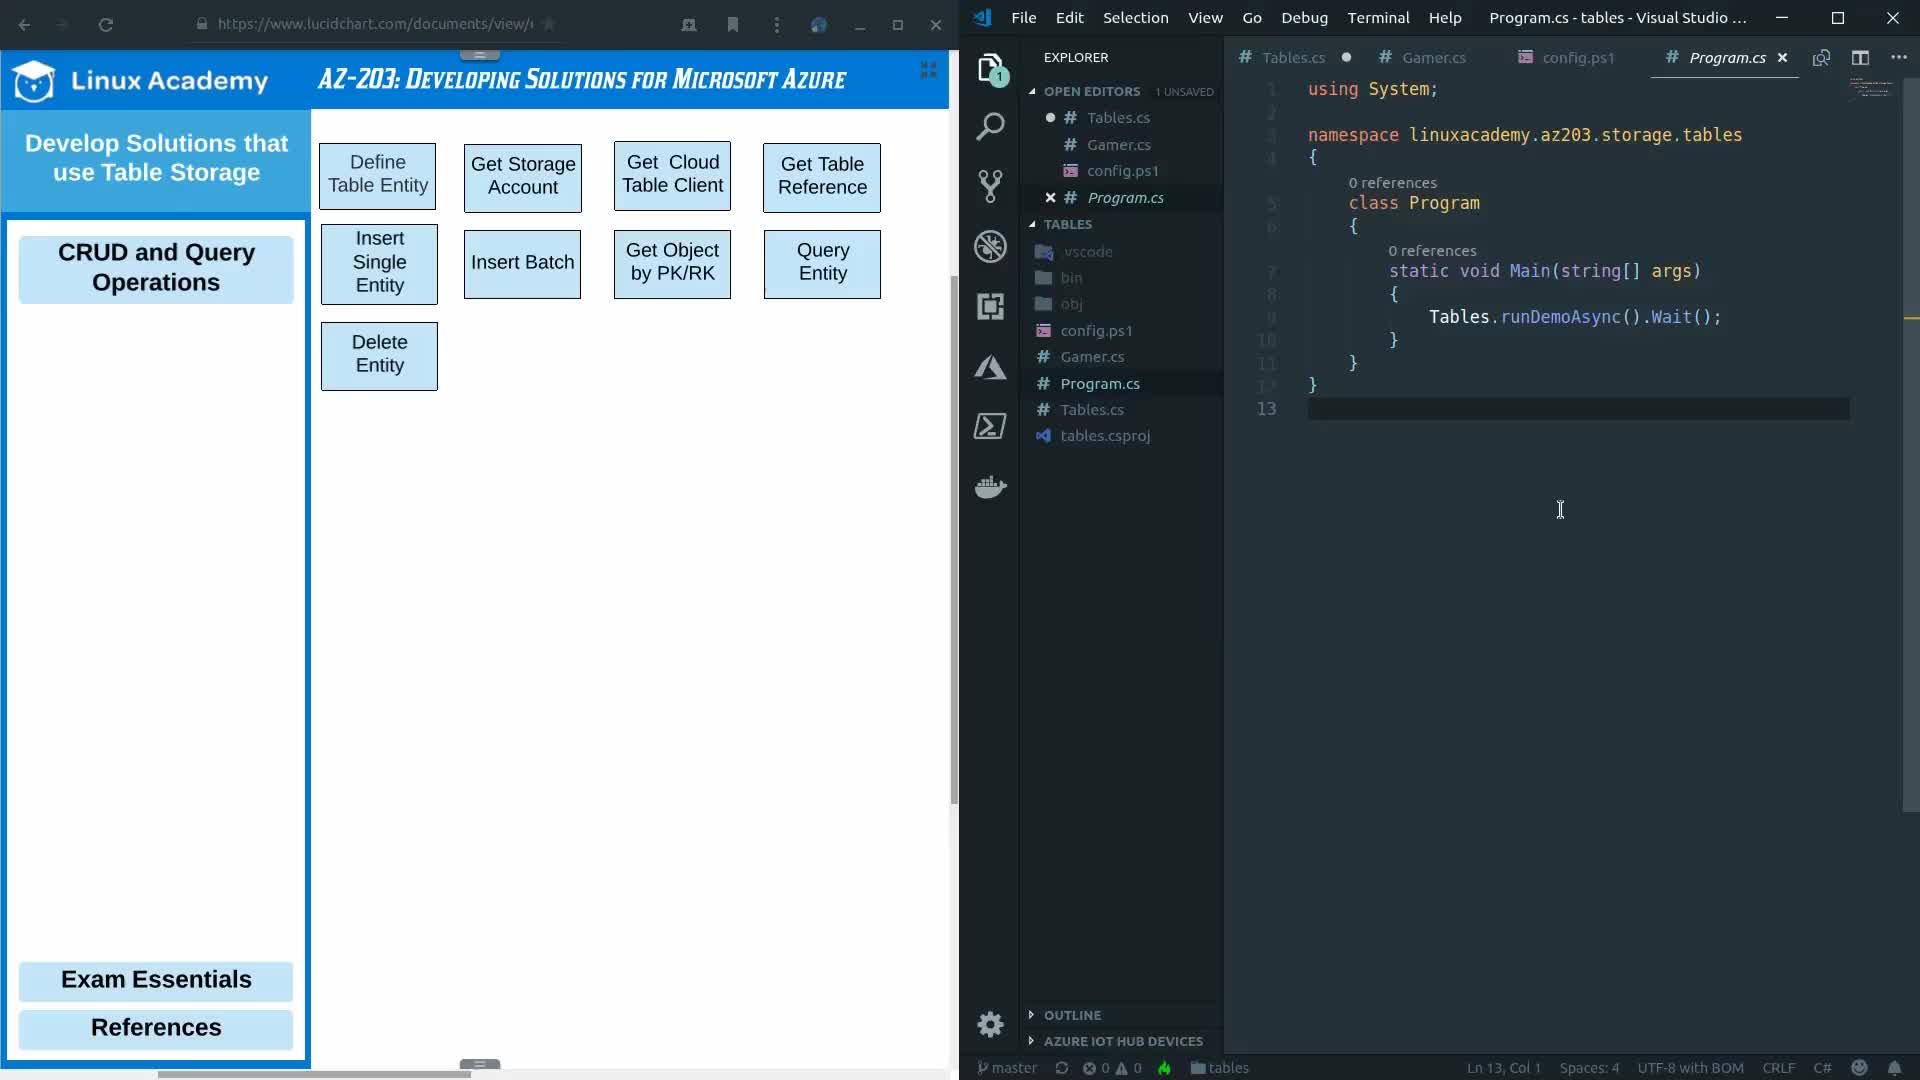 https://www.lucidchart.com/documents/view/
Linux Academy
AZ-203: Developing Solutions for Microsoft Azure
Develop Solutions that
use Table Storage
CRUD and Query
Operations
Exam Essentials
References
Define
Table Entity
Get Storage
Account
Get Cloud
Table Client
Get Table
Reference
Insert
Single
Entity
Insert Batch
Get Object
by PK/RK
Query
Entity
Delete
Entity
File Edit Selection View Go Debug Terminal Help Program.cs - tables - Visual Studio ...
1
EXPLORER
OPEN EDITORS 1 UNSAVED
Tables.cs
Gamer.cs
config.ps1
Program.cs
TABLES
.vscode
bin
obj
config.ps1
Gamer.cs
Program.cs
Tables.cs
tables.csproj
OUTLINE
AZURE IOT HUB DEVICES
Tables.cs Gamer.cs config.ps1 Program.cs
1 using System;
2
3 namespace linuxacademy.az203.storage.tables
4 {
0 references
5 class Program
6 {
0 references
7 static void Main(string[] args)
8 {
9 Tables.runDemoAsync().Wait();
10 }
11 }
12 }
13
master 0 0 tables Ln 13, Col 1 Spaces: 4 UTF-8 with BOM CRLF C#